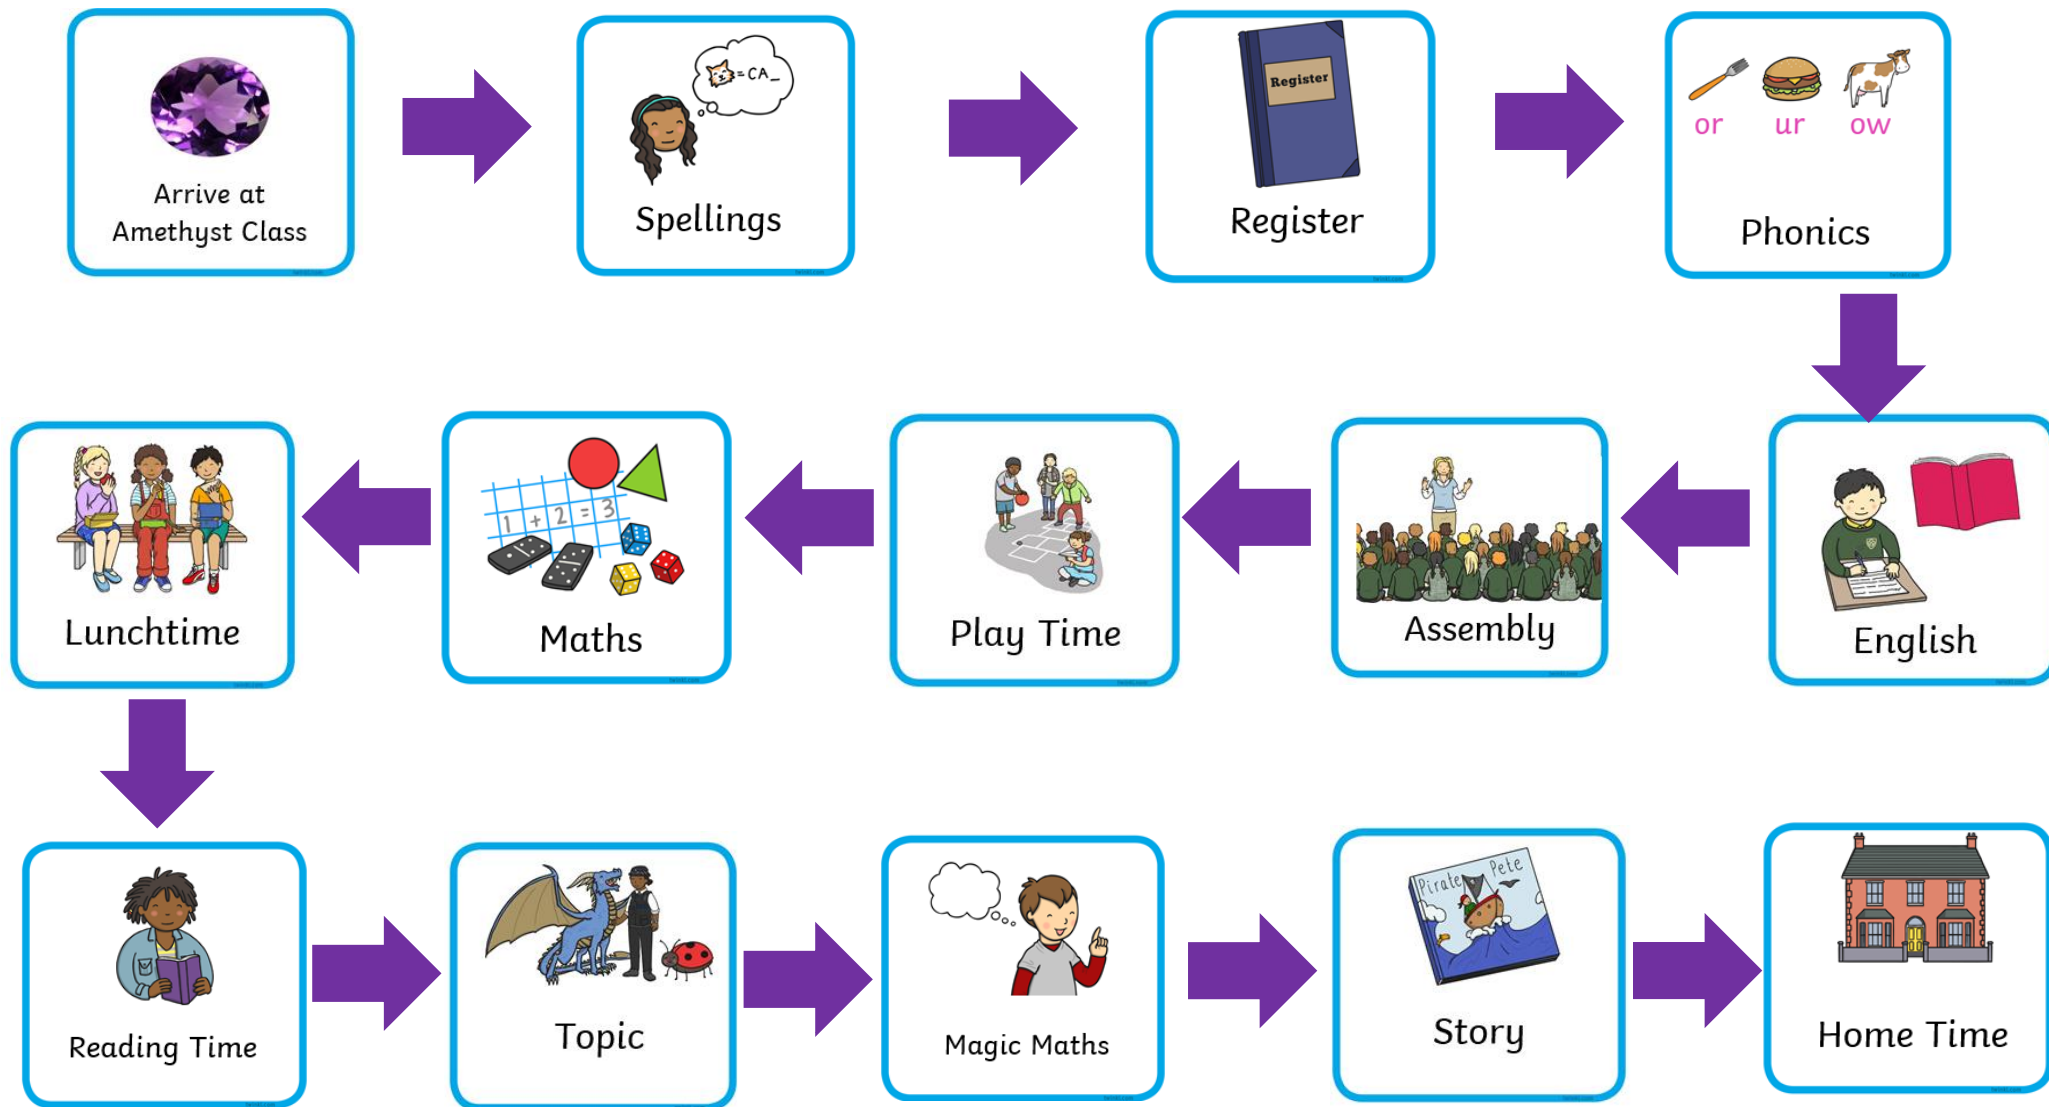 Arrive at
Amethyst Class
= CA_
Spellings
Register
Register
or ur ow
Phonics
English
Assembly
Play Time
1 + 2 = 3
Maths
Lunchtime
Reading Time
Topic
Magic Maths
Pirate Pete
Story
Home Time